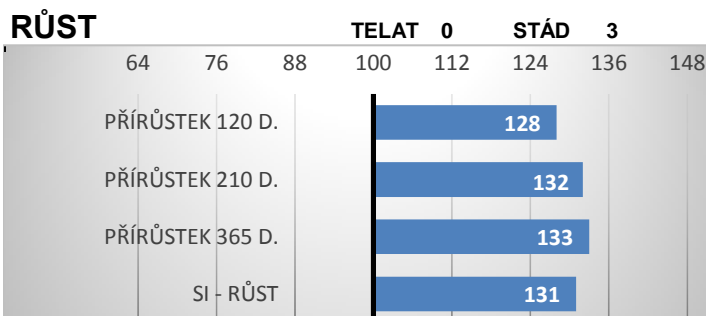 RŮST TELAT 0 STÁD 3
64 76 88 100 112 124 136 148
PŘÍRŮSTEK 120 D. 128
PŘÍRŮSTEK 210 D. 132
PŘÍRŮSTEK 365 D. 133
SI - RŮST 131